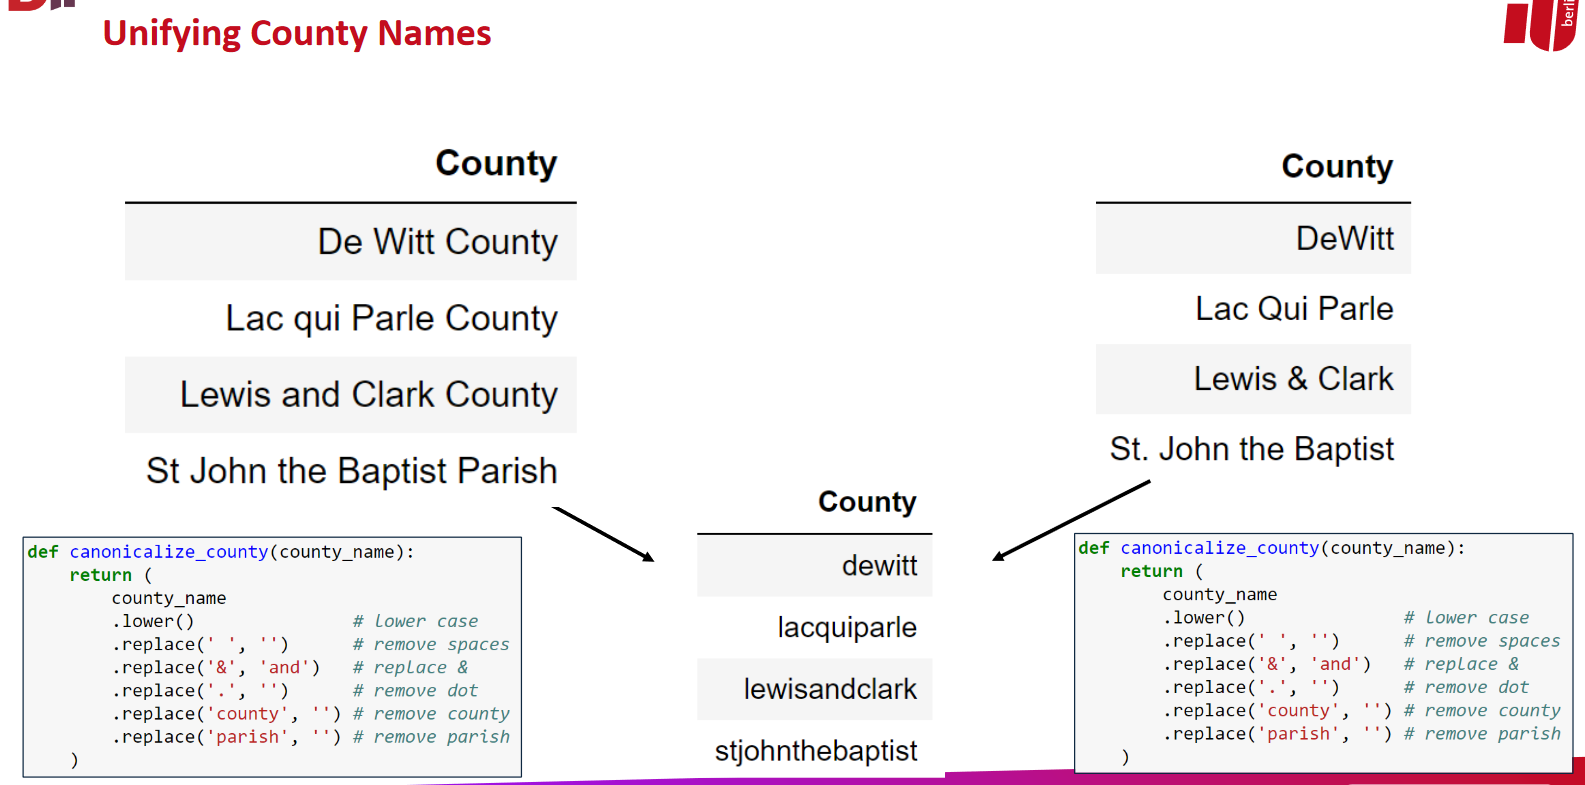 Unifying County Names
County
De Witt County
Lac qui Parle County
Lewis and Clark County
St John the Baptist Parish
County
DeWitt
Lac Qui Parle
Lewis & Clark
St. John the Baptist
County
dewitt
lacquiparle
lewisandclark
stjohnthebaptist
def canonicalize_county(county_name):
    return (
        county_name
        .lower()               # lower case
        .replace(' ', '')      # remove spaces
        .replace('&', 'and')   # replace &
        .replace('.', '')      # remove dot
        .replace('county', '') # remove county
        .replace('parish', '') # remove parish
    )
def canonicalize_county(county_name):
    return (
        county_name
        .lower()               # lower case
        .replace(' ', '')      # remove spaces
        .replace('&', 'and')   # replace &
        .replace('.', '')      # remove dot
        .replace('county', '') # remove county
        .replace('parish', '') # remove parish
    )